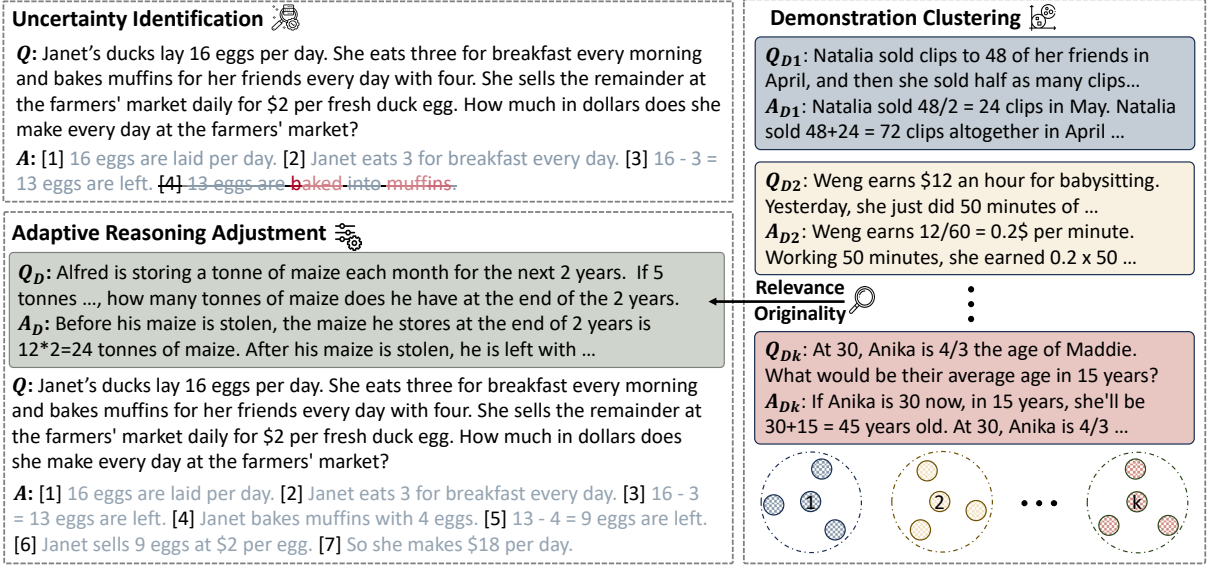 Uncertainty Identification
Q: Janet's ducks lay 16 eggs per day. She eats three for breakfast every morning
and bakes muffins for her friends every day with four. She sells the remainder at
the farmers' market daily for $2 per fresh duck egg. How much in dollars does she
make every day at the farmers' market?
A: [1] 16 eggs are laid per day. [2] Janet eats 3 for breakfast every day. [3] 16 - 3 =
13 eggs are left. [4] 13 eggs are baked into muffins.
Adaptive Reasoning Adjustment
Q_D: Alfred is storing a tonne of maize each month for the next 2 years. If 5
tonnes ..., how many tonnes of maize does he have at the end of the 2 years.
A_D: Before his maize is stolen, the maize he stores at the end of 2 years is
12*2=24 tonnes of maize. After his maize is stolen, he is left with ...
Q: Janet's ducks lay 16 eggs per day. She eats three for breakfast every morning
and bakes muffins for her friends every day with four. She sells the remainder at
the farmers' market daily for $2 per fresh duck egg. How much in dollars does
she make every day at the farmers' market?
A: [1] 16 eggs are laid per day. [2] Janet eats 3 for breakfast every day. [3] 16 - 3
= 13 eggs are left. [4] Janet bakes muffins with 4 eggs. [5] 13 - 4 = 9 eggs are left.
[6] Janet sells 9 eggs at $2 per egg. [7] So she makes $18 per day.
Demonstration Clustering
Q_D1: Natalia sold clips to 48 of her friends in
April, and then she sold half as many clips...
A_D1: Natalia sold 48/2 = 24 clips in May. Natalia
sold 48+24 = 72 clips altogether in April ...
Q_D2: Weng earns $12 an hour for babysitting.
Yesterday, she just did 50 minutes of ...
A_D2: Weng earns 12/60 = 0.2$ per minute.
Working 50 minutes, she earned 0.2 x 50 ...
Relevance
Originality
Q_Dk: At 30, Anika is 4/3 the age of Maddie.
What would be their average age in 15 years?
A_Dk: If Anika is 30 now, in 15 years, she'll be
30+15 = 45 years old. At 30, Anika is 4/3 ...
1 2 ... k